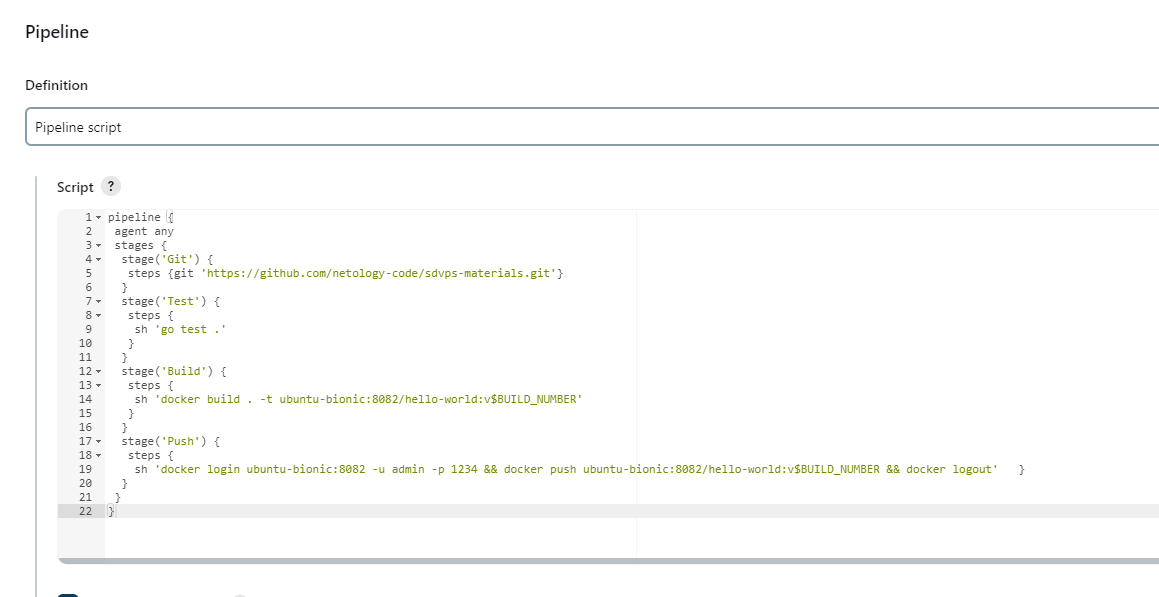 Pipeline
Definition
Pipeline script
Script ?
1 pipeline {
2 agent any
3 stages {
4 stage('Git') {
5 steps {git 'https://github.com/netology-code/sdvps-materials.git'}
6 }
7 stage('Test') {
8 steps {
9 sh 'go test .'
10 }
11 }
12 stage('Build') {
13 steps {
14 sh 'docker build . -t ubuntu-bionic:8082/hello-world:v$BUILD_NUMBER'
15 }
16 }
17 stage('Push') {
18 steps {
19 sh 'docker login ubuntu-bionic:8082 -u admin -p 1234 && docker push ubuntu-bionic:8082/hello-world:v$BUILD_NUMBER && docker logout'   }
20 }
21 }
22 }